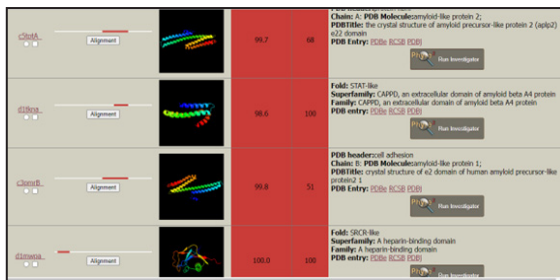 Chain: A: PDB Molecule:amyloid-like protein 2;
PDBTitle: the crystal structure of amyloid precursor-like protein 2 (aplp2)
e22 domain
PDB Entry: PDBe RCSB PDBj
Alignment
99.7
68
Run Investigator
Fold: STAT-like
Superfamily: CAPPD, an extracellular domain of amyloid beta A4 protein
Family: CAPPD, an extracellular domain of amyloid beta A4 protein
PDB entry: PDBe RCSB PDBj
Alignment
98.6
100
Run Investigator
PDB header:cell adhesion
Chain: B: PDB Molecule:amyloid-like protein 1;
PDBTitle: crystal structure of e2 domain of human amyloid precursor-like
protein2 1
PDB Entry: PDBe RCSB PDBj
c3pmrB
Alignment
99.8
51
Run Investigator
Fold: SRCR-like
Superfamily: A heparin-binding domain
Family: A heparin-binding domain
PDB entry: PDBe RCSB PDBj
d1mwpa
Alignment
100.0
100
Run Investigator